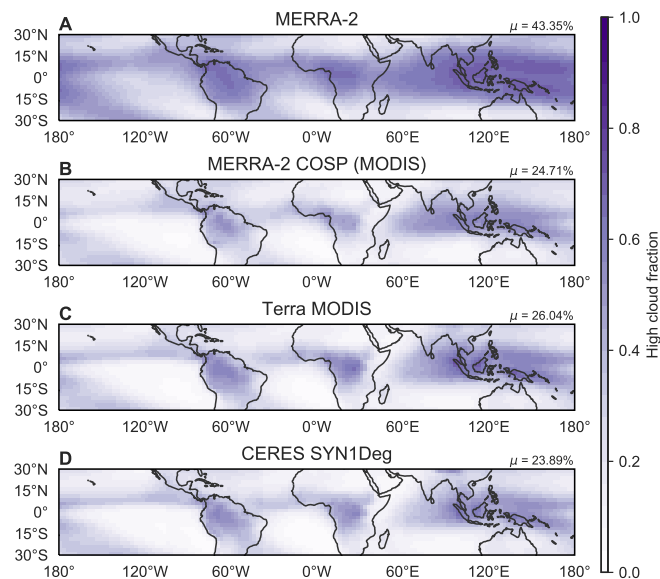 A MERRA-2 μ = 43.35%
30°N
15°N
0°
15°S
30°S
180° 120°W 60°W 0°W 60°E 120°E 180°
B MERRA-2 COSP (MODIS) μ = 24.71%
30°N
15°N
0°
15°S
30°S
180° 120°W 60°W 0°W 60°E 120°E 180°
C Terra MODIS μ = 26.04%
30°N
15°N
0°
15°S
30°S
180° 120°W 60°W 0°W 60°E 120°E 180°
D CERES SYN1Deg μ = 23.89%
30°N
15°N
0°
15°S
30°S
180° 120°W 60°W 0°W 60°E 120°E 180°
1.0
0.8
0.6
0.4
0.2
0.0
High cloud fraction